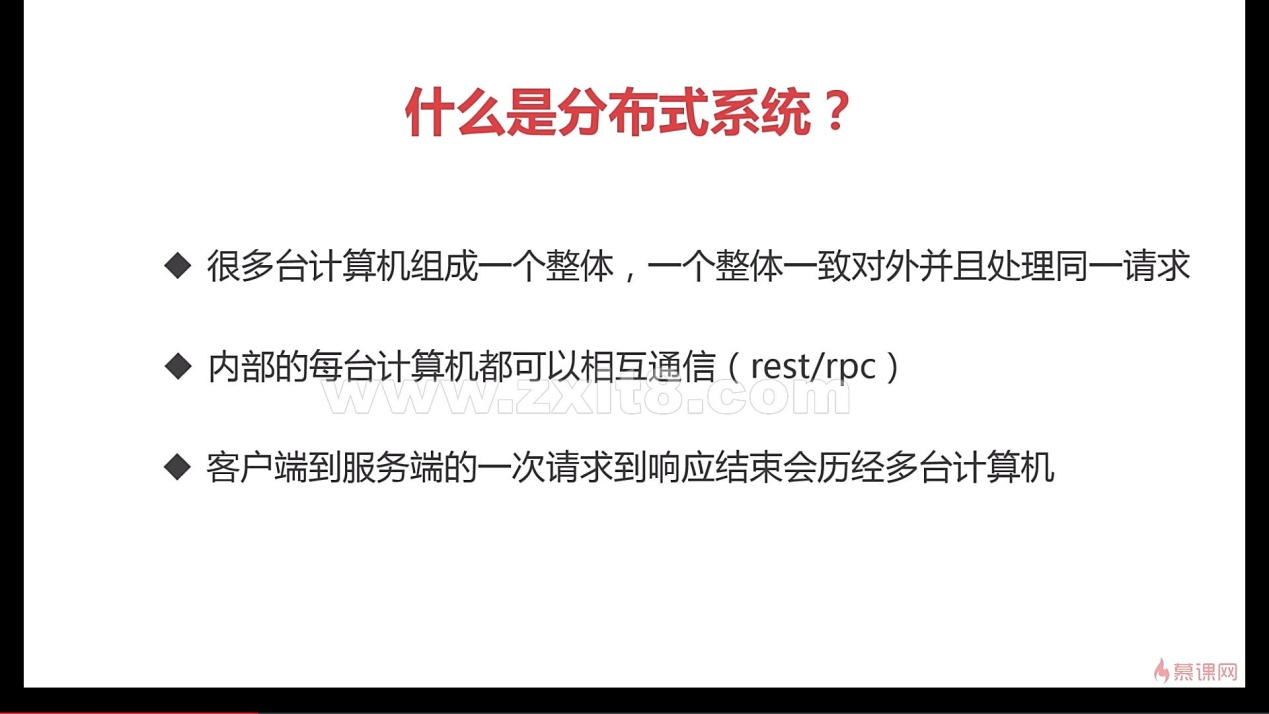 什么是分布式系统？
◆ 很多台计算机组成一个整体，一个整体一致对外并且处理同一请求
◆ 内部的每台计算机都可以相互通信（rest/rpc）
www.zxit8.com
◆ 客户端到服务端的一次请求到响应结束会历经多台计算机
慕课网